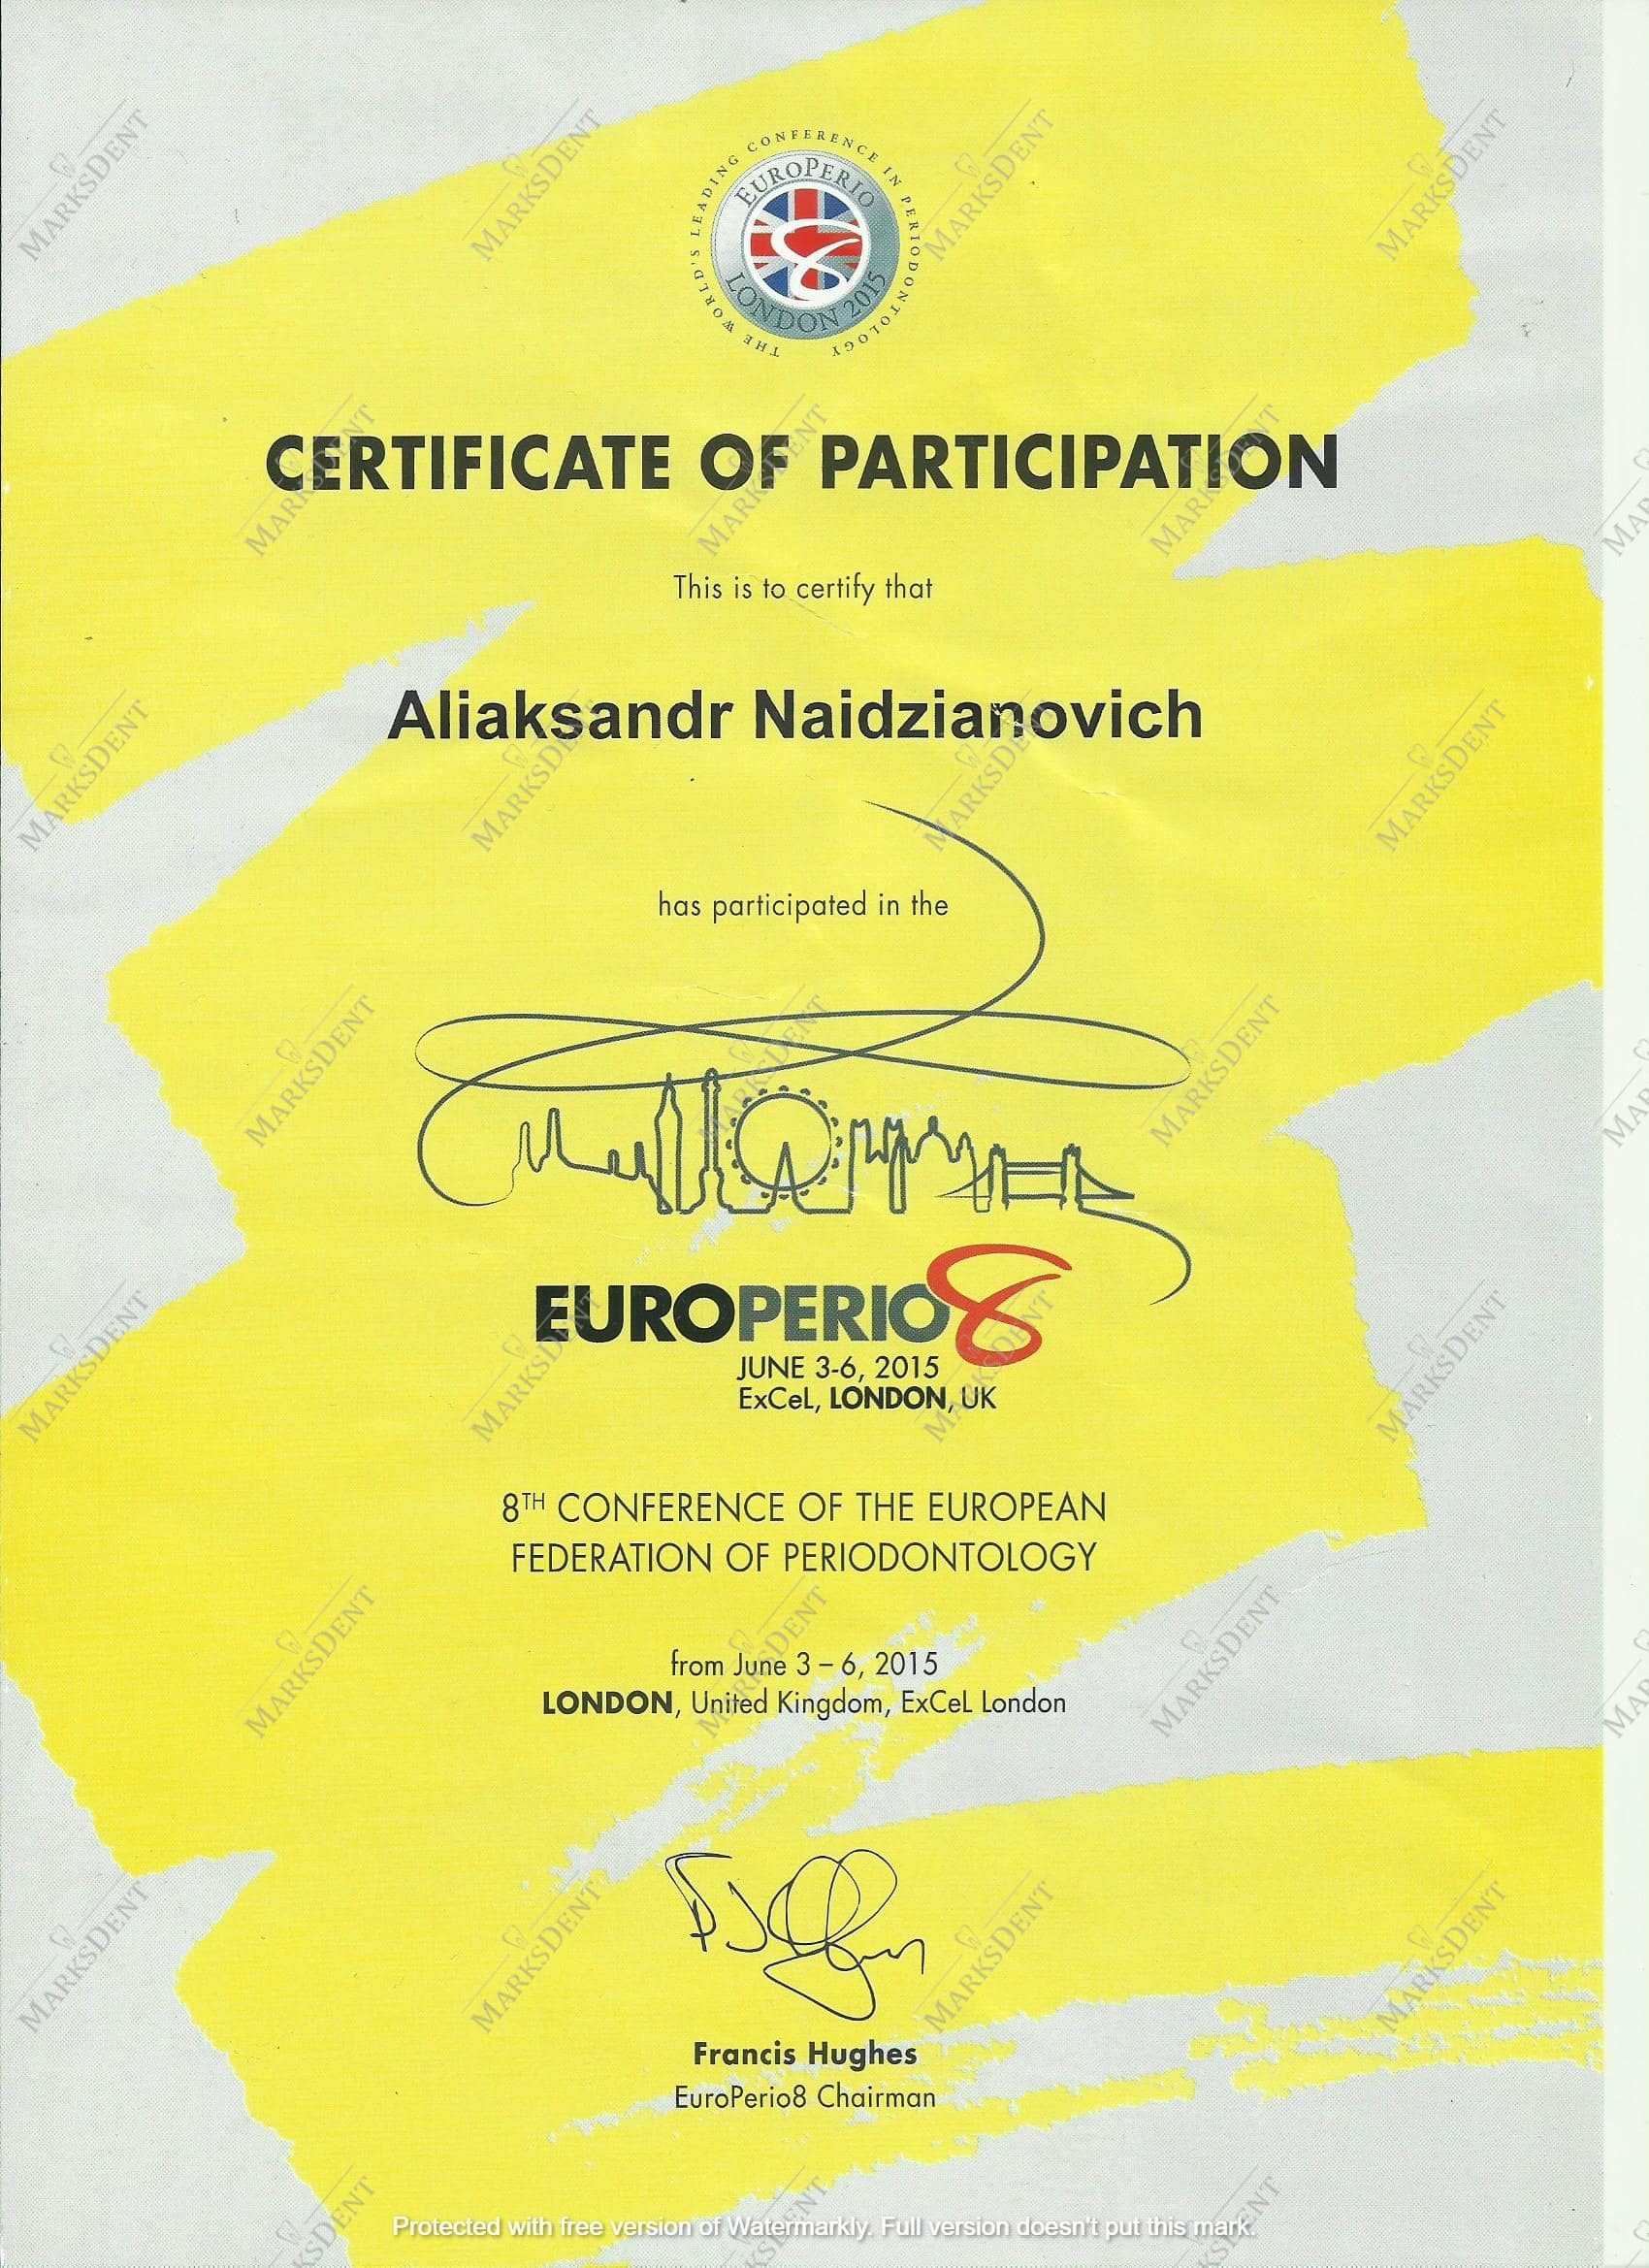 THE WORLD'S LEADING CONFERENCE IN PERIODONTOLOGY
EUROPERIO
8
LONDON 2015
CERTIFICATE OF PARTICIPATION
This is to certify that
Aliaksandr Naidzianovich
has participated in the
EUROPERIO8
JUNE 3-6, 2015
ExCeL, LONDON, UK
8TH CONFERENCE OF THE EUROPEAN
FEDERATION OF PERIODONTOLOGY
from June 3 – 6, 2015
LONDON, United Kingdom, ExCeL London
Francis Hughes
EuroPerio8 Chairman
MARKSDENT
Protected with free version of Watermarkly. Full version doesn't put this mark.